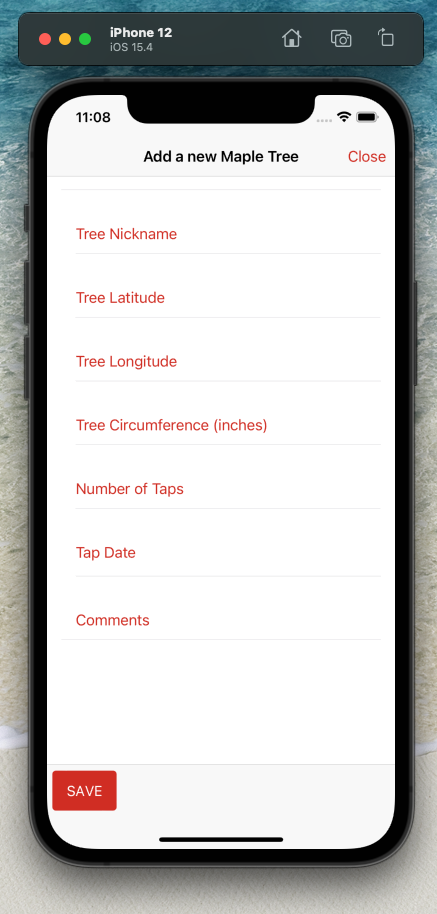 iPhone 12
iOS 15.4
11:08
Add a new Maple Tree Close
Tree Nickname
Tree Latitude
Tree Longitude
Tree Circumference (inches)
Number of Taps
Tap Date
Comments
SAVE